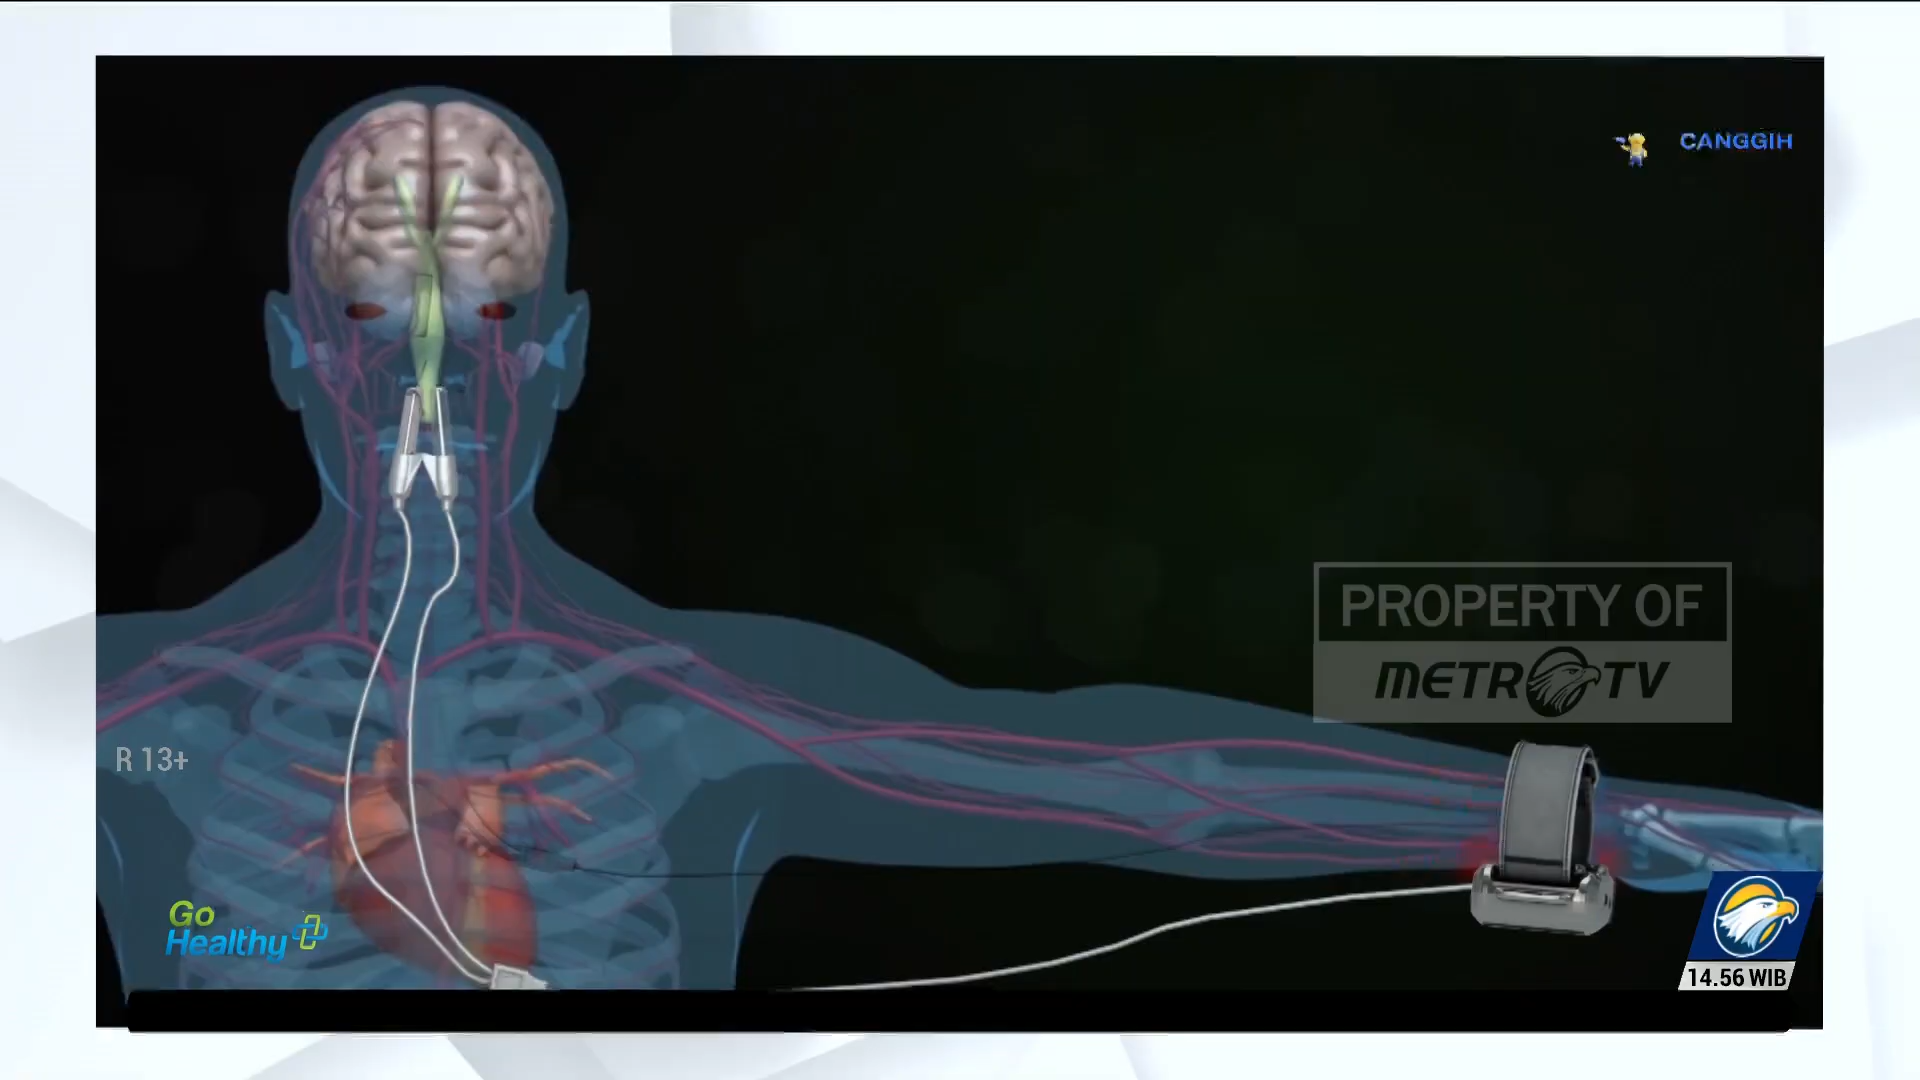 CANGGIH
PROPERTY OF
METRO TV
R 13+
Go
Healthy
14.56 WIB